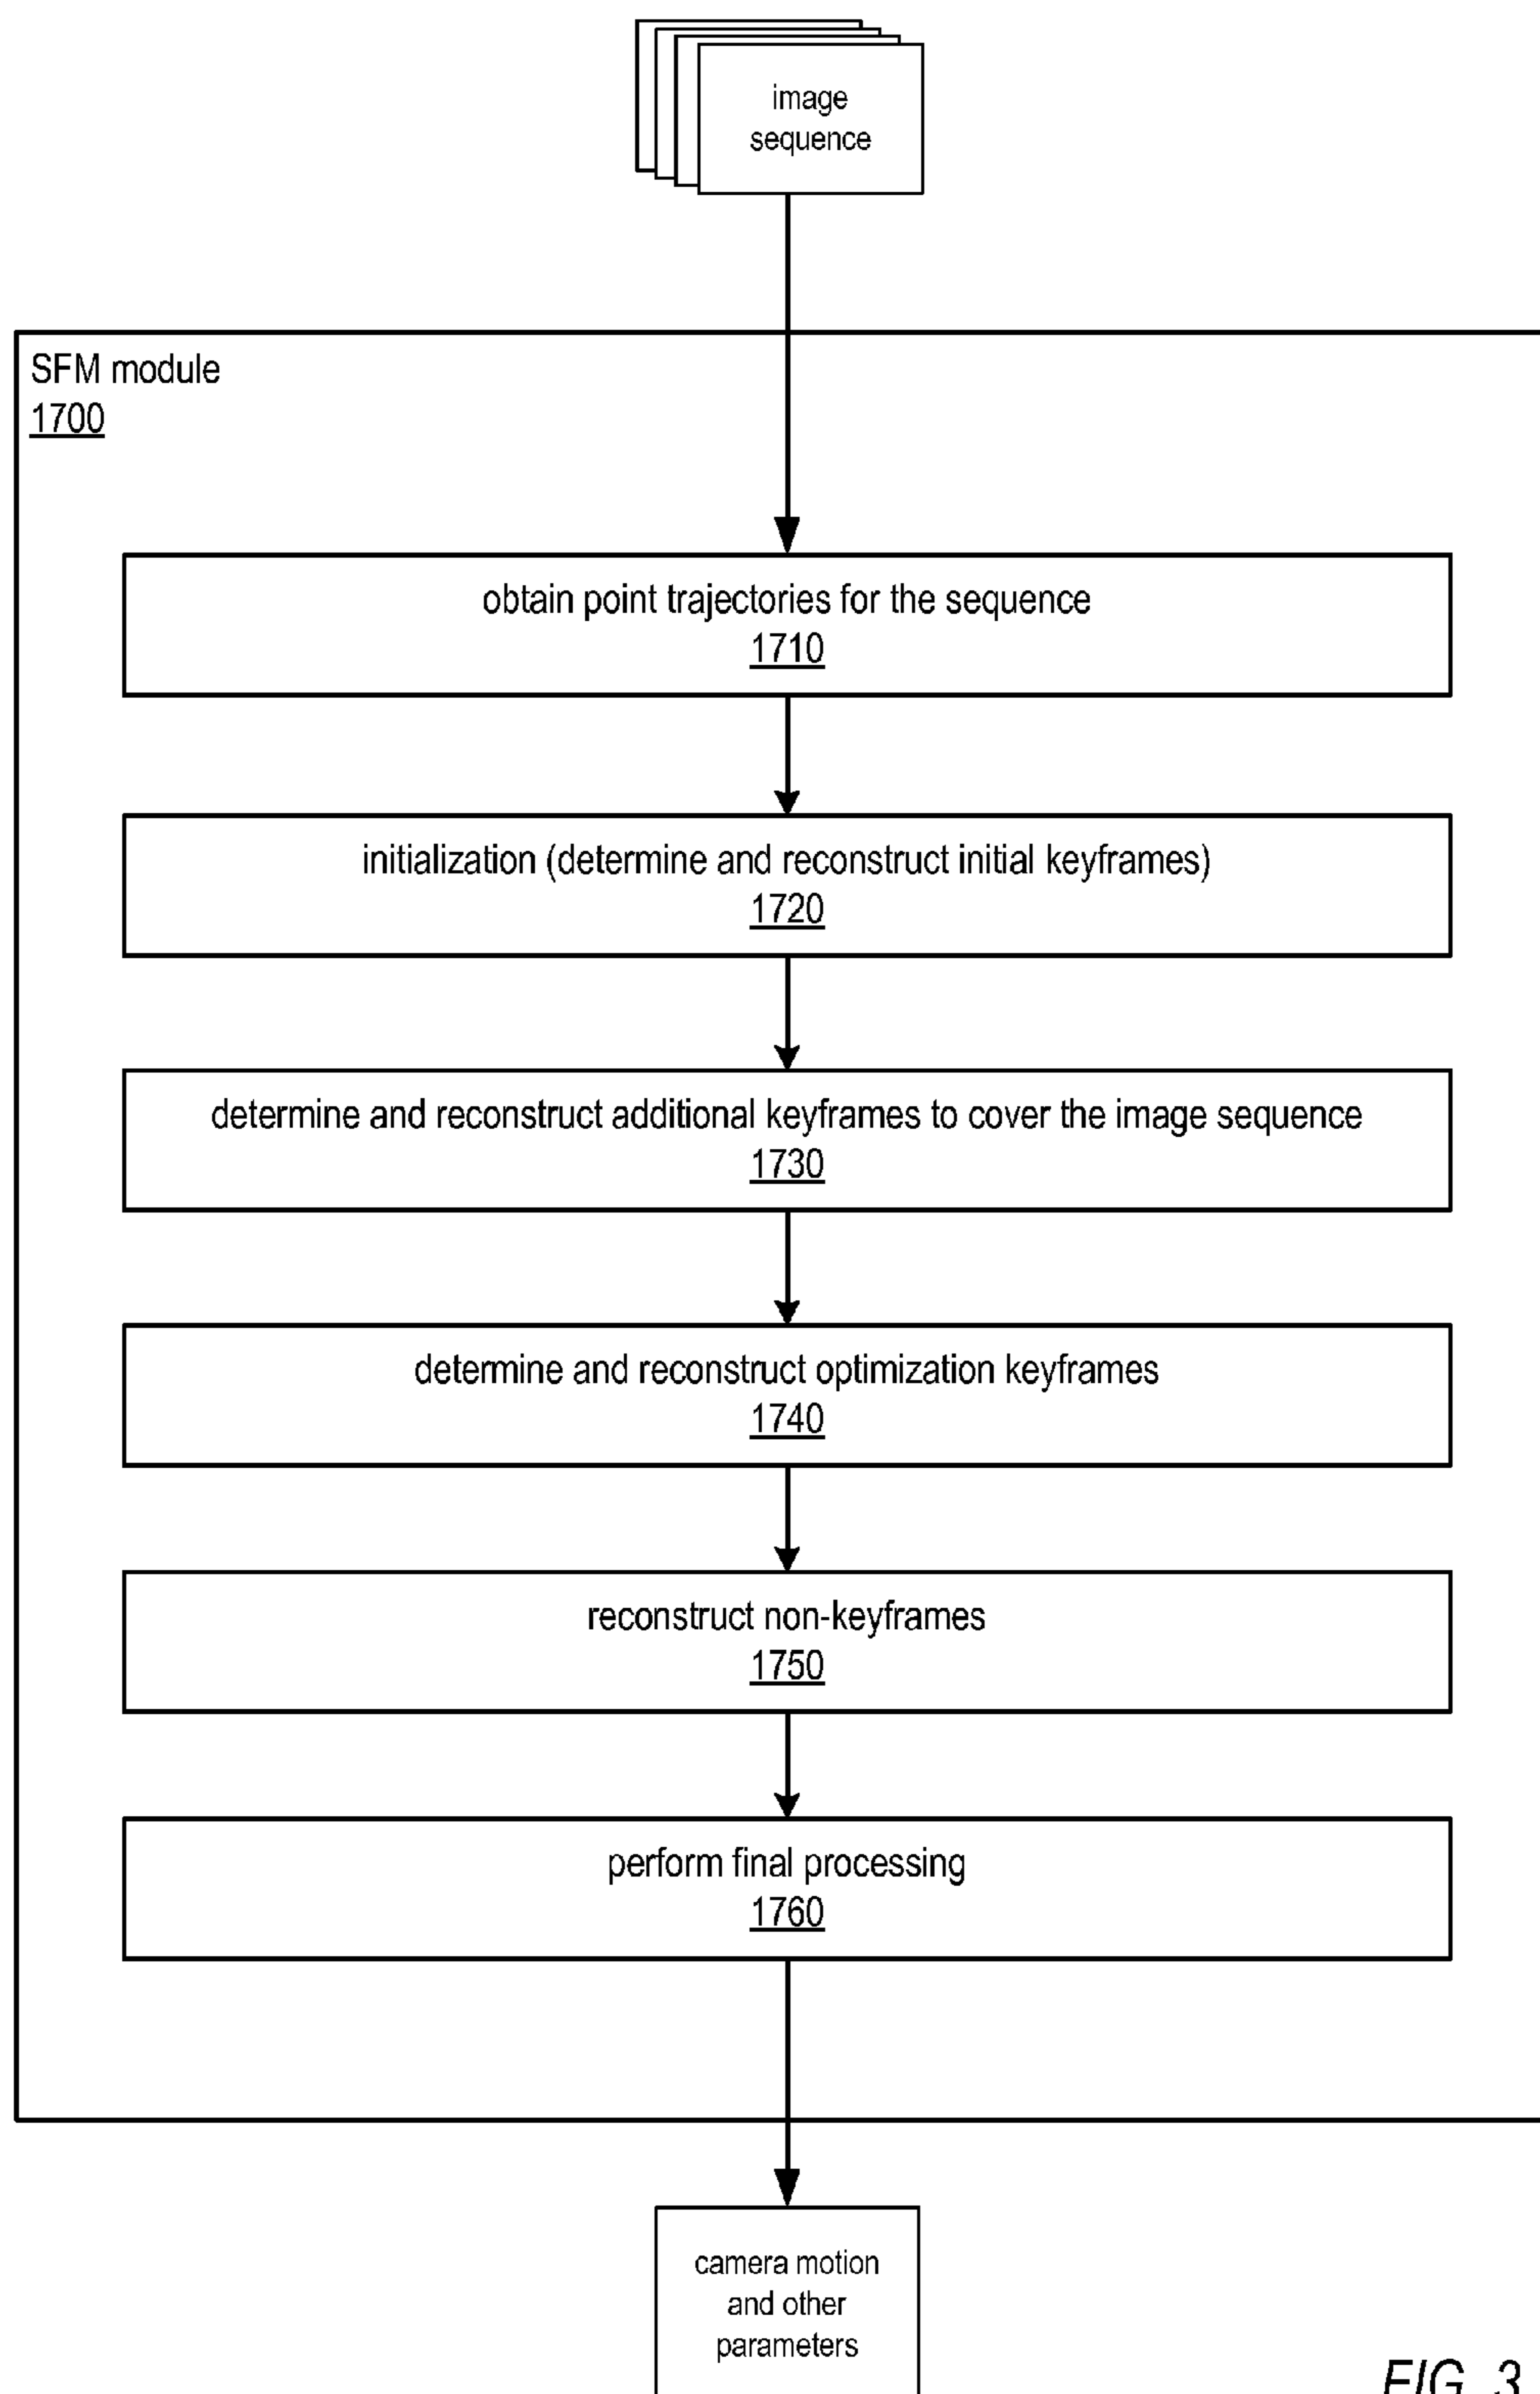 image
sequence
SFM module
1700
obtain point trajectories for the sequence
1710
initialization (determine and reconstruct initial keyframes)
1720
determine and reconstruct additional keyframes to cover the image sequence
1730
determine and reconstruct optimization keyframes
1740
reconstruct non-keyframes
1750
perform final processing
1760
camera motion
and other
parameters
FIG. 3